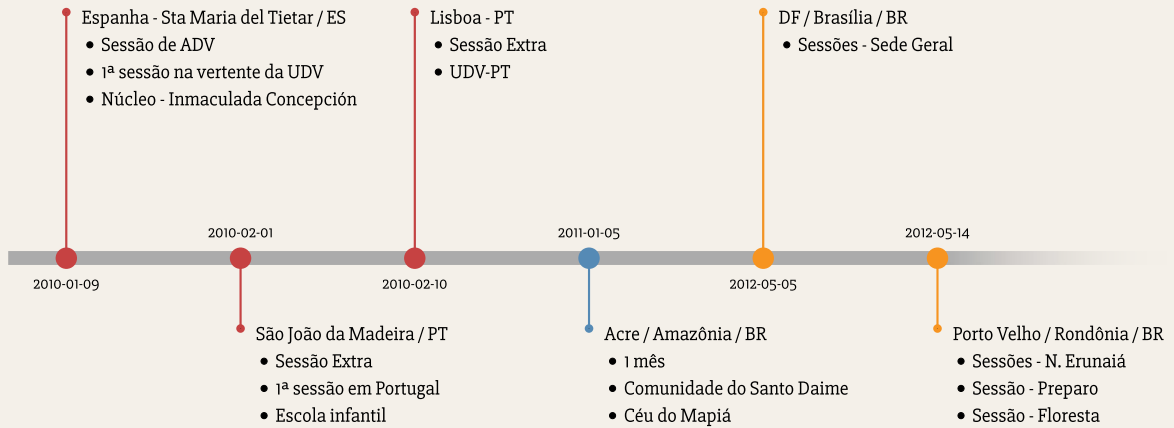 Espanha - Sta Maria del Tietar / ES
Sessão de ADV
1ª sessão na vertente da UDV
Núcleo - Inmaculada Concepción
2010-01-09
2010-02-01
São João da Madeira / PT
Sessão Extra
1ª sessão em Portugal
Escola infantil
Lisboa - PT
Sessão Extra
UDV-PT
2010-02-10
2011-01-05
Acre / Amazônia / BR
1 mês
Comunidade do Santo Daime
Céu do Mapiá
DF / Brasília / BR
Sessões - Sede Geral
2012-05-05
2012-05-14
Porto Velho / Rondônia / BR
Sessões - N. Erunaiá
Sessão - Preparo
Sessão - Floresta